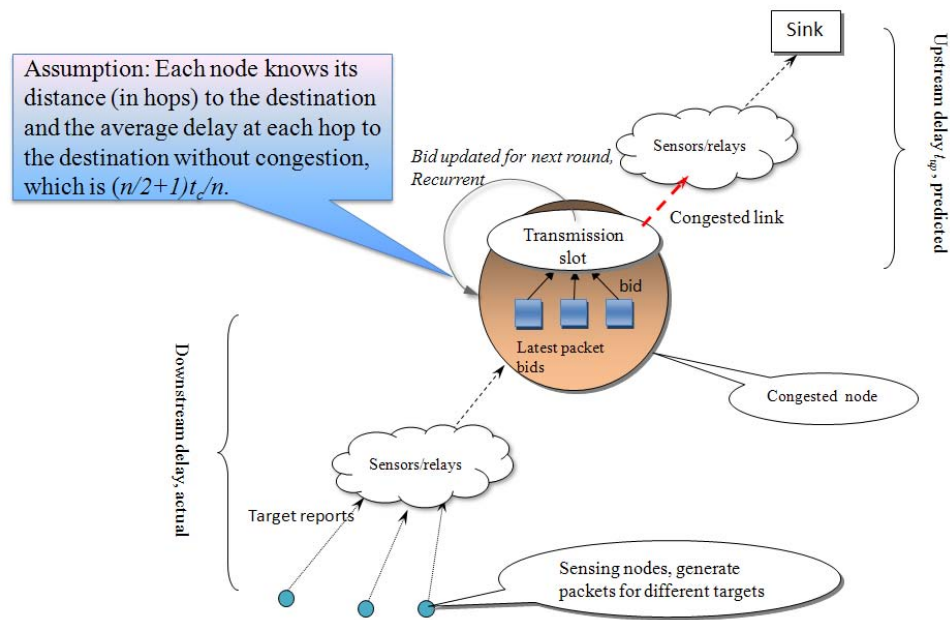 Sink
Assumption: Each node knows its
distance (in hops) to the destination
and the average delay at each hop to
the destination without congestion,
which is (n/2+1)t_c/n.
Upstream delay t_up, predicted
Sensors/relays
Bid updated for next round,
Recurrent
Congested link
Transmission
slot
bid
Latest packet
bids
Congested node
Downstream delay, actual
Sensors/relays
Target reports
Sensing nodes, generate
packets for different targets